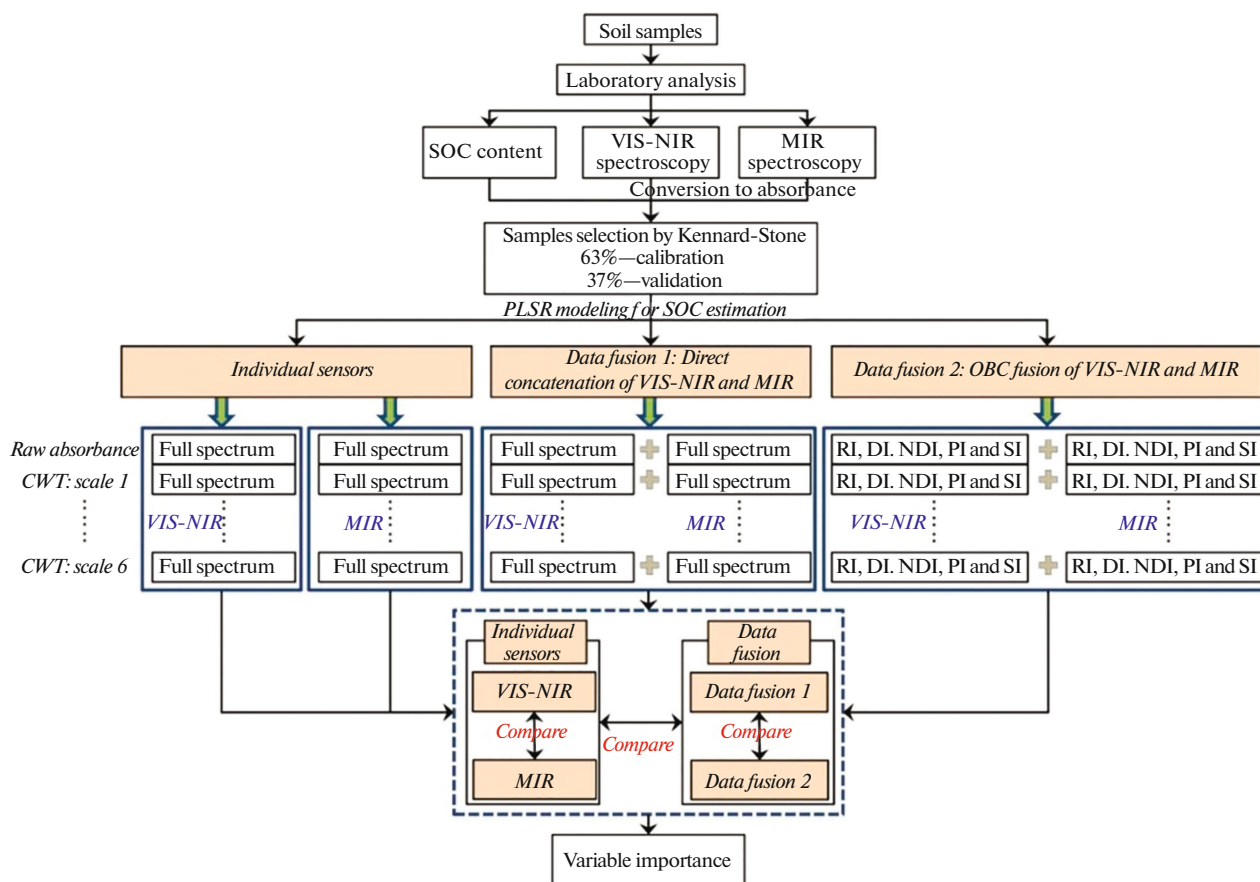 Soil samples
Laboratory analysis
SOC content
VIS-NIR
spectroscopy
MIR
spectroscopy
Conversion to absorbance
Samples selection by Kennard-Stone
63%—calibration
37%—validation
PLSR modeling for SOC estimation
Individual sensors
Data fusion 1: Direct
concatenation of VIS-NIR and MIR
Data fusion 2: OBC fusion of VIS-NIR and MIR
Raw absorbance
Full spectrum
Full spectrum
Full spectrum + Full spectrum
RI, DI. NDI, PI and SI + RI, DI. NDI, PI and SI
CWT: scale 1
Full spectrum
Full spectrum
Full spectrum + Full spectrum
RI, DI. NDI, PI and SI + RI, DI. NDI, PI and SI
VIS-NIR
MIR
VIS-NIR
MIR
VIS-NIR
MIR
CWT: scale 6
Full spectrum
Full spectrum
Full spectrum + Full spectrum
RI, DI. NDI, PI and SI + RI, DI. NDI, PI and SI
Individual
sensors
VIS-NIR
Compare
MIR
Compare
Data
fusion
Data fusion 1
Compare
Data fusion 2
Variable importance